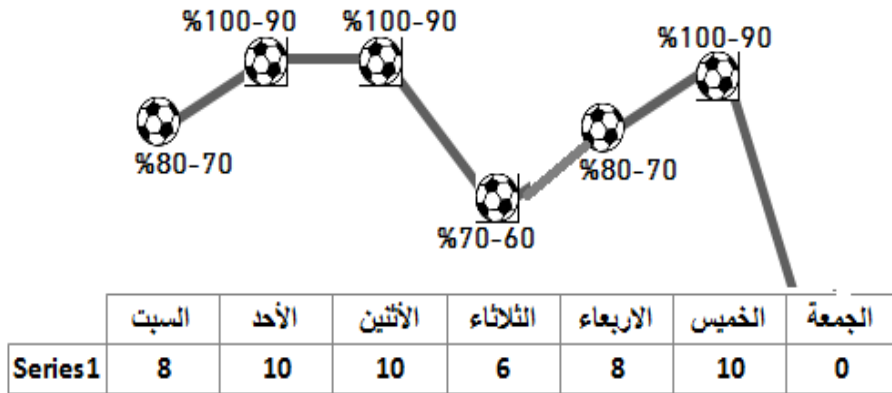 %100-90 %100-90 %100-90
%80-70 %80-70
%70-60
السبت الأحد الأثنين الثلاثاء الاربعاء الخميس الجمعة
Series1 8 10 10 6 8 10 0